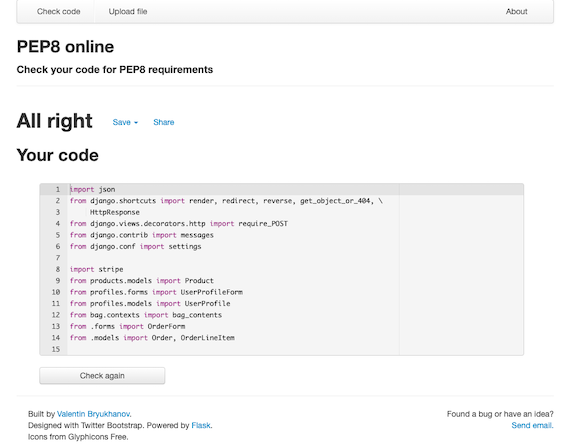 Check code Upload file About
PEP8 online
Check your code for PEP8 requirements
All right Save Share
Your code
1 import json
2 from django.shortcuts import render, redirect, reverse, get_object_or_404, \
3 HttpResponse
4 from django.views.decorators.http import require_POST
5 from django.contrib import messages
6 from django.conf import settings
7
8 import stripe
9 from products.models import Product
10 from profiles.forms import UserProfileForm
11 from profiles.models import UserProfile
12 from bag.contexts import bag_contents
13 from .forms import OrderForm
14 from .models import Order, OrderLineItem
15
Check again
Built by Valentin Bryukhanov. Found a bug or have an idea?
Designed with Twitter Bootstrap. Powered by Flask. Send email.
Icons from Glyphicons Free.